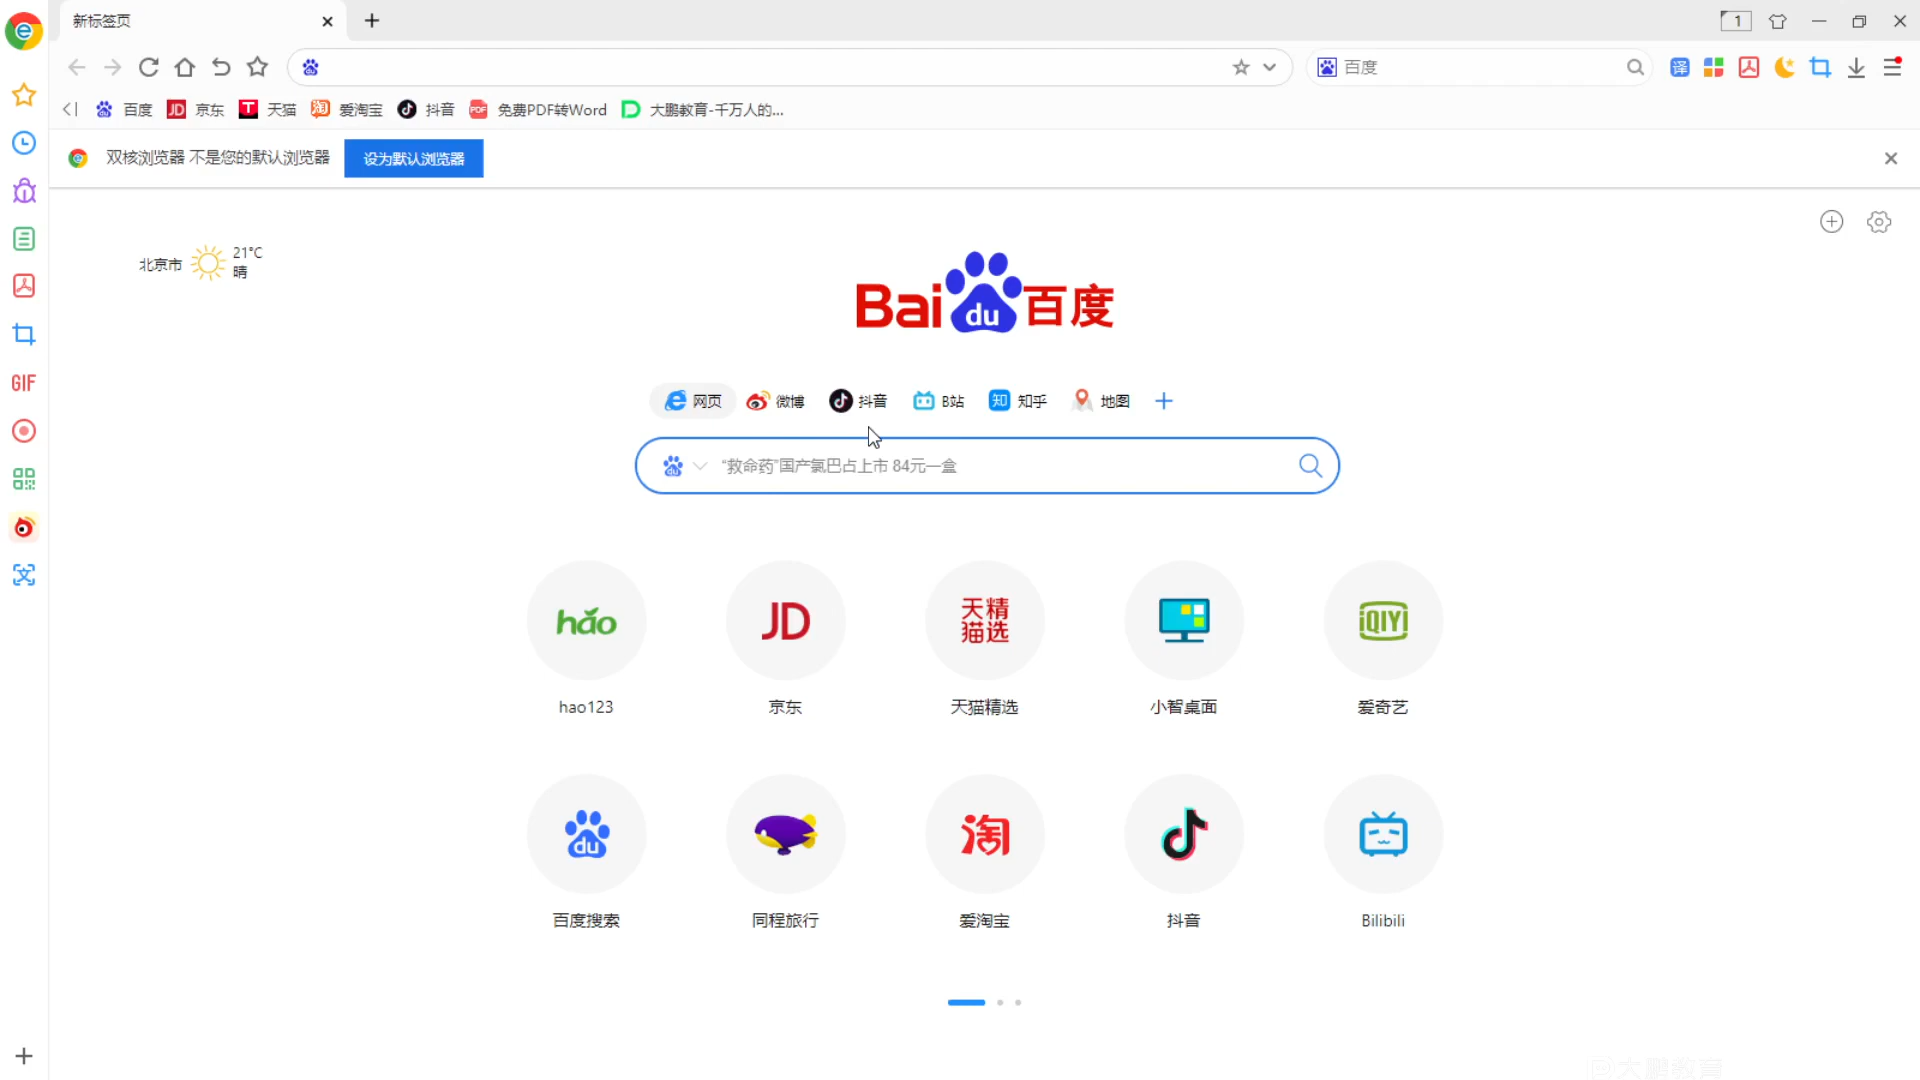 新标签页
1
百度
百度 京东 天猫 爱淘宝 抖音 免费PDF转Word 大鹏教育-千万人的...
双核浏览器 不是您的默认浏览器 设为默认浏览器
北京市 21°C
晴
Bai du 百度
网页 微博 抖音 B站 知乎 地图
“救命药”国产氯巴占上市 84元一盒
GIF
hao JD 天猫精选 iQIYI
hao123 京东 天猫精选 小智桌面 爱奇艺
du 淘
百度搜索 同程旅行 爱淘宝 抖音 Bilibili
大鹏教育